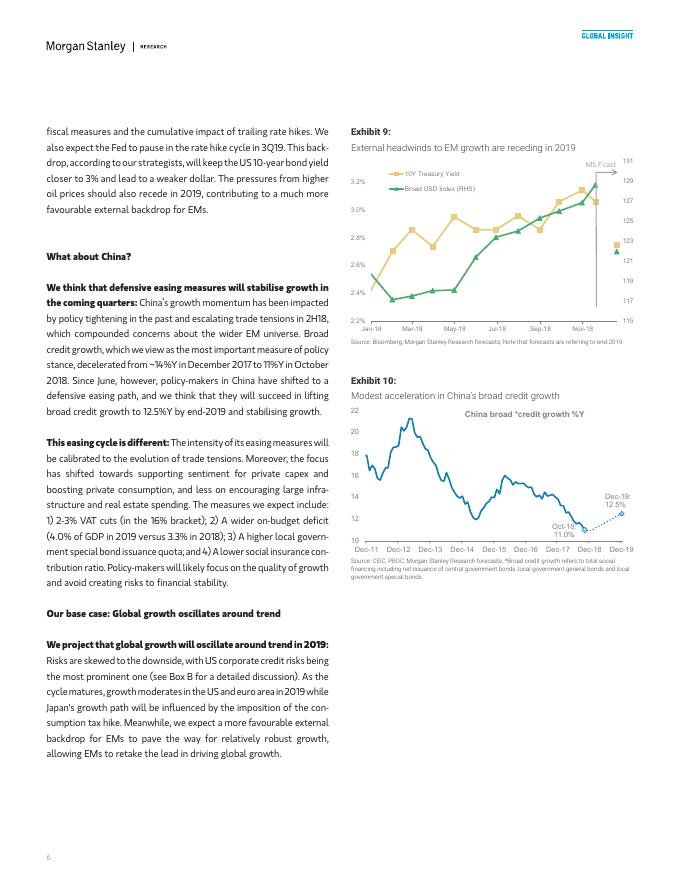 Morgan Stanley | RESEARCH
GLOBAL INSIGHT
fiscal measures and the cumulative impact of trailing rate hikes. We
also expect the Fed to pause in the rate hike cycle in 3Q19. This back-
drop, according to our strategists, will keep the US 10-year bond yield
closer to 3% and lead to a weaker dollar. The pressures from higher
oil prices should also recede in 2019, contributing to a much more
favourable external backdrop for EMs.
What about China?
We think that defensive easing measures will stabilise growth in
the coming quarters: China's growth momentum has been impacted
by policy tightening in the past and escalating trade tensions in 2H18,
which compounded concerns about the wider EM universe. Broad
credit growth, which we view as the most important measure of policy
stance, decelerated from ~14%Y in December 2017 to 11%Y in October
2018. Since June, however, policy-makers in China have shifted to a
defensive easing path, and we think that they will succeed in lifting
broad credit growth to 12.5%Y by end-2019 and stabilising growth.
This easing cycle is different: The intensity of its easing measures will
be calibrated to the evolution of trade tensions. Moreover, the focus
has shifted towards supporting sentiment for private capex and
boosting private consumption, and less on encouraging large infra-
structure and real estate spending. The measures we expect include:
1) 2-3% VAT cuts (in the 16% bracket); 2) A wider on-budget deficit
(4.0% of GDP in 2019 versus 3.3% in 2018); 3) A higher local govern-
ment special bond issuance quota; and 4) A lower social insurance con-
tribution ratio. Policy-makers will likely focus on the quality of growth
and avoid creating risks to financial stability.
Our base case: Global growth oscillates around trend
We project that global growth will oscillate around trend in 2019:
Risks are skewed to the downside, with US corporate credit risks being
the most prominent one (see Box B for a detailed discussion). As the
cycle matures, growth moderates in the US and euro area in 2019 while
Japan's growth path will be influenced by the imposition of the con-
sumption tax hike. Meanwhile, we expect a more favourable external
backdrop for EMs to pave the way for relatively robust growth,
allowing EMs to retake the lead in driving global growth.
Exhibit 9:
External headwinds to EM growth are receding in 2019
MS F'cast
10Y Treasury Yield
Broad USD Index (RHS)
3.2%
3.0%
2.8%
2.6%
2.4%
2.2%
131
129
127
125
123
121
119
117
115
Jan-18 Mar-18 May-18 Jul-18 Sep-18 Nov-18
Source: Bloomberg, Morgan Stanley Research forecasts; Note that forecasts are referring to end-2019.
Exhibit 10:
Modest acceleration in China's broad credit growth
China broad *credit growth %Y
22
20
18
16
14
12
10
Oct-18:
11.0%
Dec-19:
12.5%
Dec-11 Dec-12 Dec-13 Dec-14 Dec-15 Dec-16 Dec-17 Dec-18 Dec-19
Source: CEIC, PBOC, Morgan Stanley Research forecasts; *Broad credit growth refers to total social
financing including net issuance of central government bonds, local government general bonds and local
government special bonds.
6